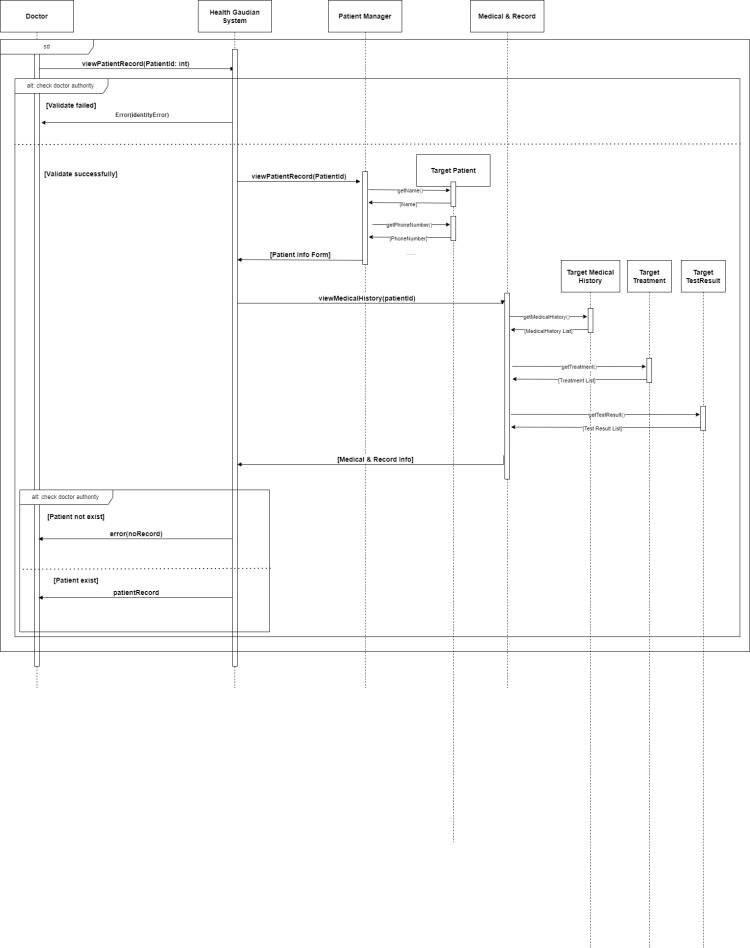 Doctor
Health Gaudian
System
Patient Manager
Medical & Record
sd
viewPatientRecord(PatientId: int)
alt: check doctor authority
[Validate failed]
Error(identityError)
[Validate successfully]
Target Patient
viewPatientRecord(PatientId)
getName()
[Name]
getPhoneNumber()
[PhoneNumber]
[Patient Info Form]
......
Target Medical
History
Target
Treatment
Target
TestResult
viewMedicalHistory(patientId)
getMedicalHistory()
[MedicalHistory List]
getTreatment()
[Treatment List]
getTestResult()
[Test Result List]
[Medical & Record Info]
alt: check doctor authority
[Patient not exist]
error(noRecord)
[Patient exist]
patientRecord